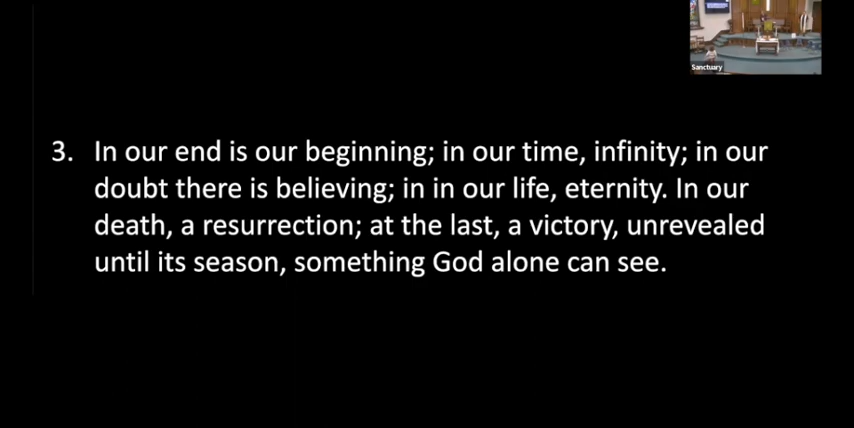 Sanctuary
3. In our end is our beginning; in our time, infinity; in our
doubt there is believing; in in our life, eternity. In our
death, a resurrection; at the last, a victory, unrevealed
until its season, something God alone can see.